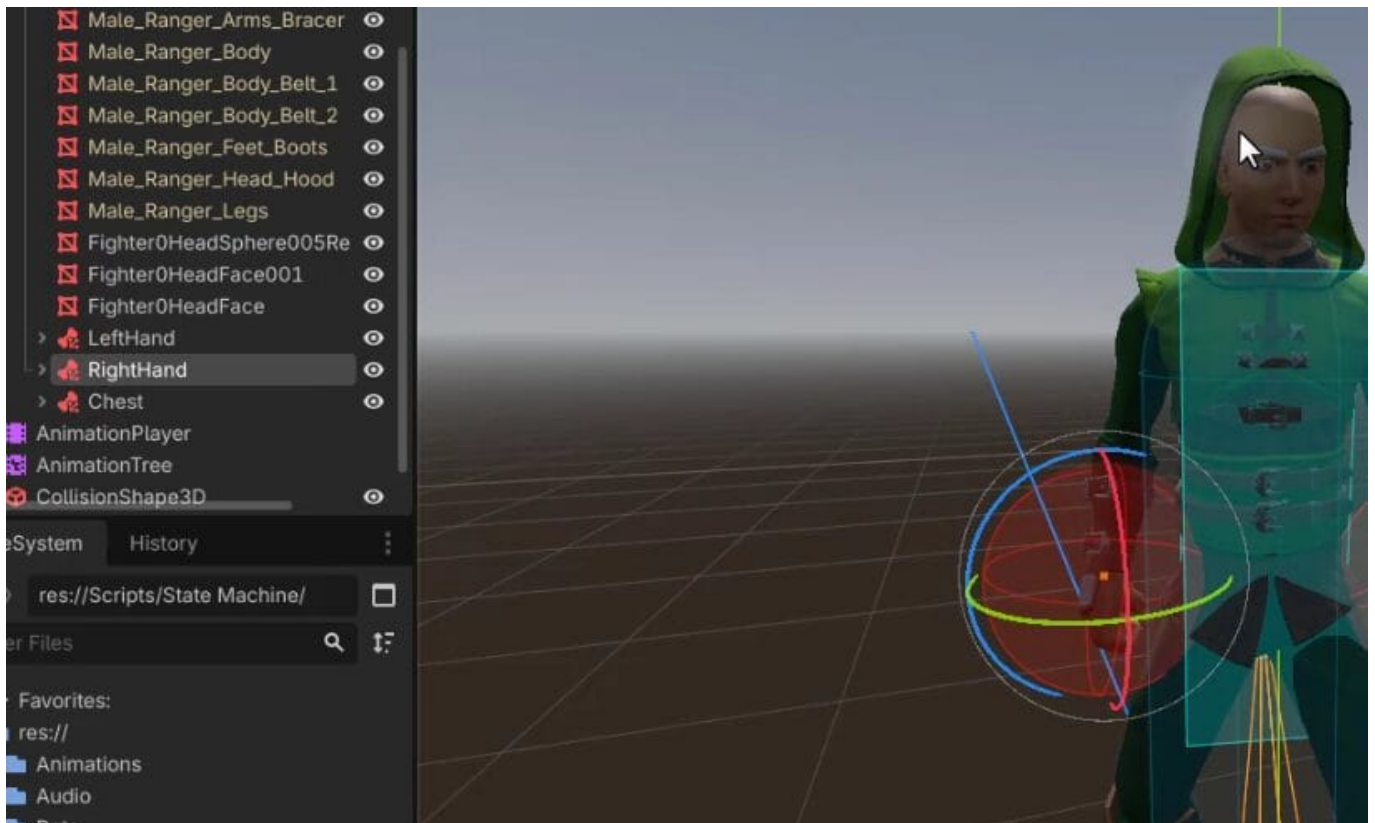 Male_Ranger_Arms_Bracer
Male_Ranger_Body
Male_Ranger_Body_Belt_1
Male_Ranger_Body_Belt_2
Male_Ranger_Feet_Boots
Male_Ranger_Head_Hood
Male_Ranger_Legs
Fighter0HeadSphere005Re
Fighter0HeadFace001
Fighter0HeadFace
LeftHand
RightHand
Chest
AnimationPlayer
AnimationTree
CollisionShape3D
eSystem History
res://Scripts/State Machine/
er Files
Favorites:
res://
Animations
Audio